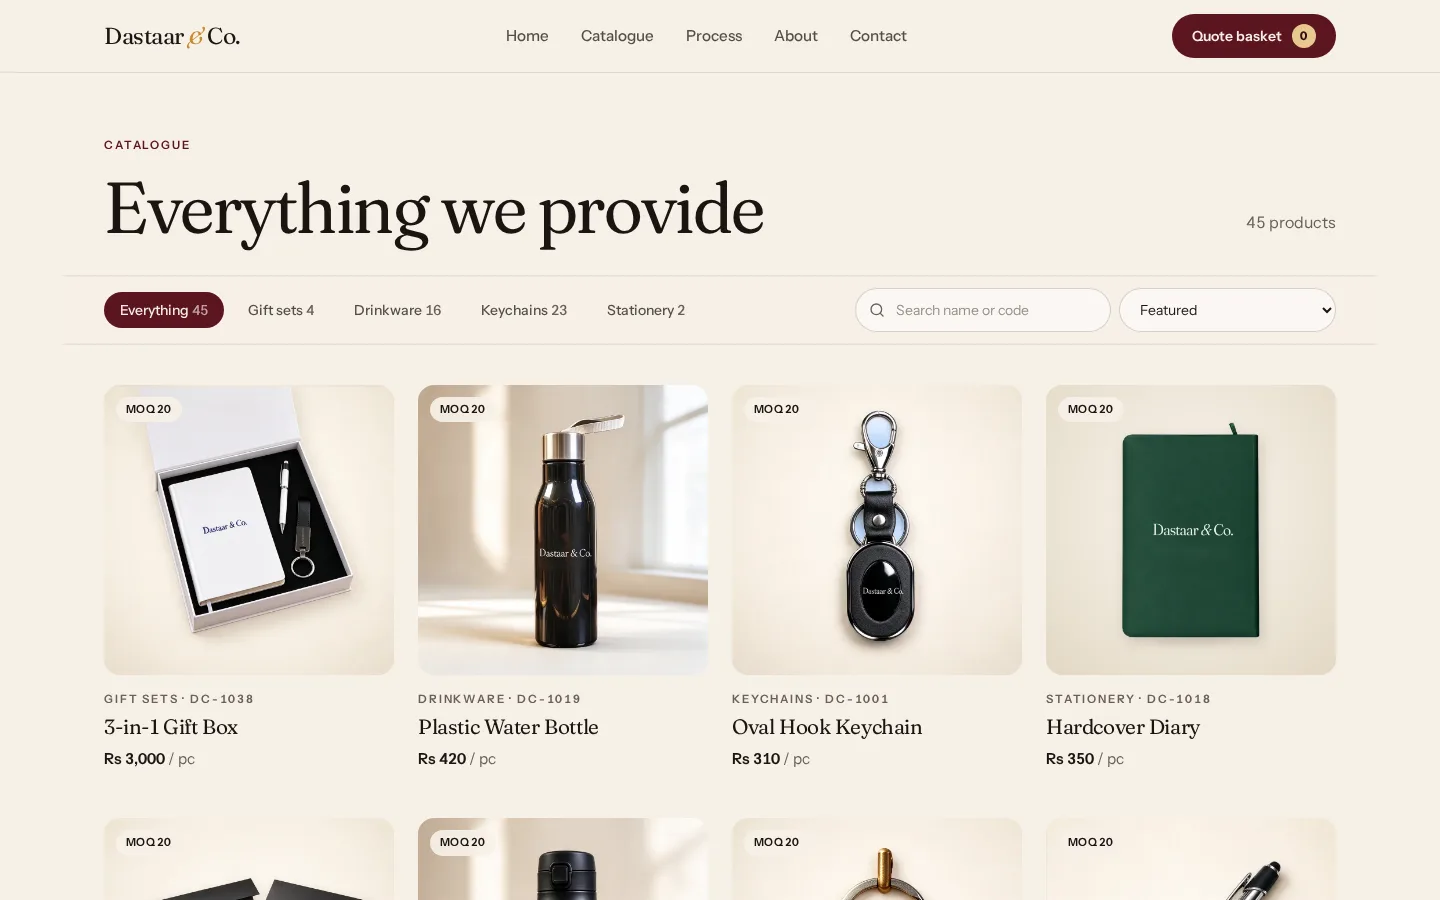 Dastaar & Co.
Home
Catalogue
Process
About
Contact
Quote basket 0
CATALOGUE
Everything we provide
45 products
Everything 45
Gift sets 4
Drinkware 16
Keychains 23
Stationery 2
Search name or code
Featured
MOQ 20
Dastaar & Co.
GIFT SETS · DC-1038
3-in-1 Gift Box
Rs 3,000 / pc
MOQ 20
Dastaar & Co.
DRINKWARE · DC-1019
Plastic Water Bottle
Rs 420 / pc
MOQ 20
Dastaar & Co.
KEYCHAINS · DC-1001
Oval Hook Keychain
Rs 310 / pc
MOQ 20
Dastaar & Co.
STATIONERY · DC-1018
Hardcover Diary
Rs 350 / pc
MOQ 20
MOQ 20
MOQ 20
MOQ 20